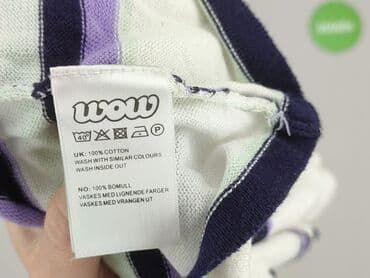 wow
40°
P
UK: 100% COTTON
WASH WITH SIMILAR COLOURS
WASH INSIDE OUT
NO: 100% BOMULL
VASKES MED LIGNENDE FARGER
VASKES MED VRANGEN UT